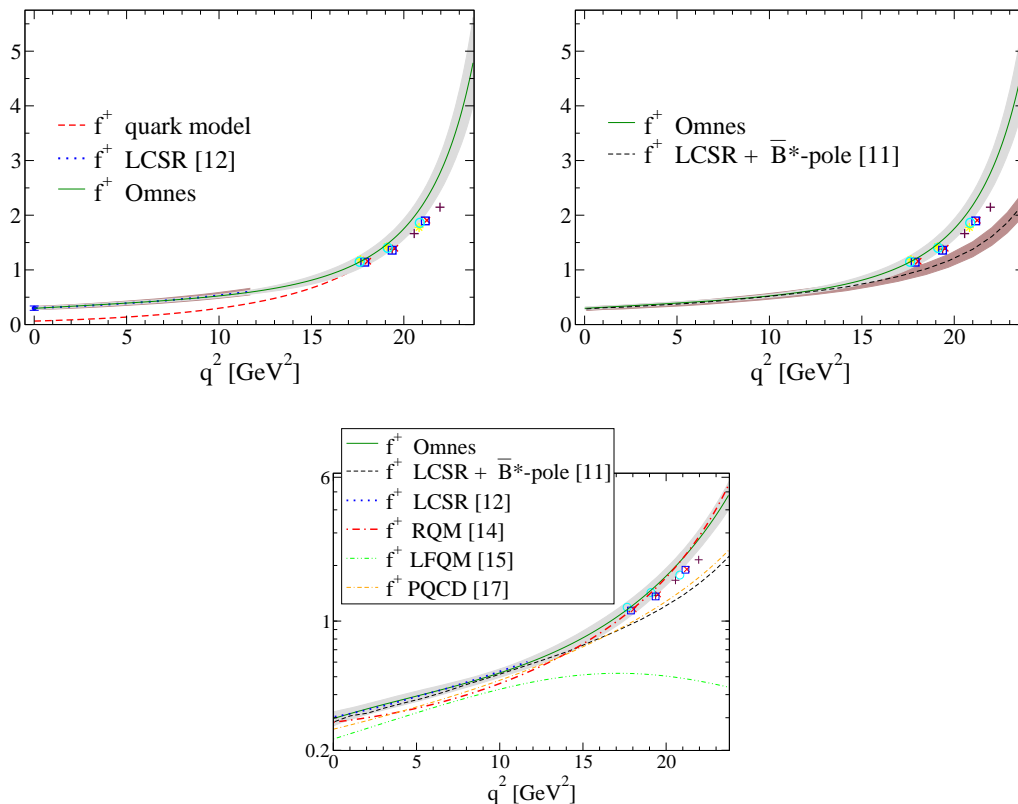 5
4
3
2
1
0
f⁺ quark model
f⁺ LCSR [12]
f⁺ Omnes
0 5 10 15 20
q² [GeV²]
5
4
3
2
1
0
f⁺ Omnes
f⁺ LCSR + B̅*-pole [11]
0 5 10 15 20
q² [GeV²]
f⁺ Omnes
f⁺ LCSR + B̅*-pole [11]
f⁺ LCSR [12]
f⁺ RQM [14]
f⁺ LFQM [15]
f⁺ PQCD [17]
6
1
0.2
0 5 10 15 20
q² [GeV²]